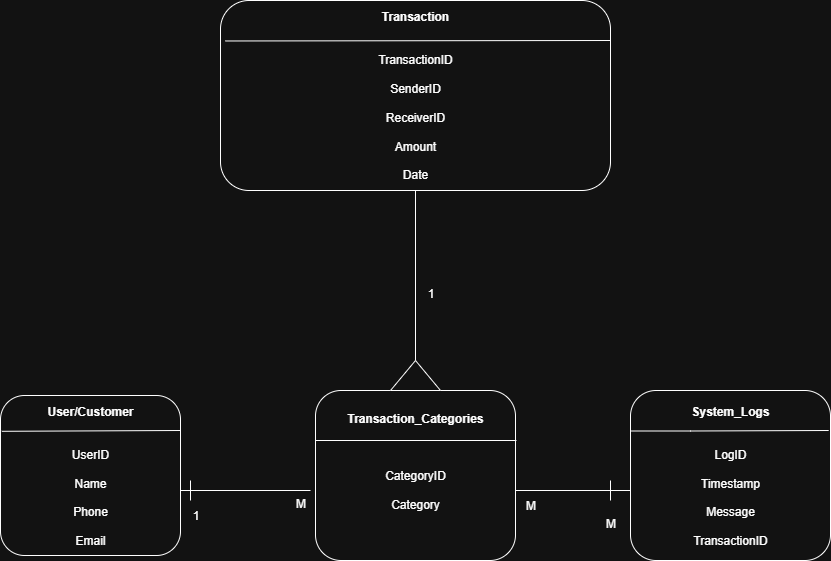 Transaction
TransactionID
SenderID
ReceiverID
Amount
Date
1
User/Customer
UserID
Name
Phone
Email
1
M
Transaction_Categories
CategoryID
Category
M
M
System_Logs
LogID
Timestamp
Message
TransactionID